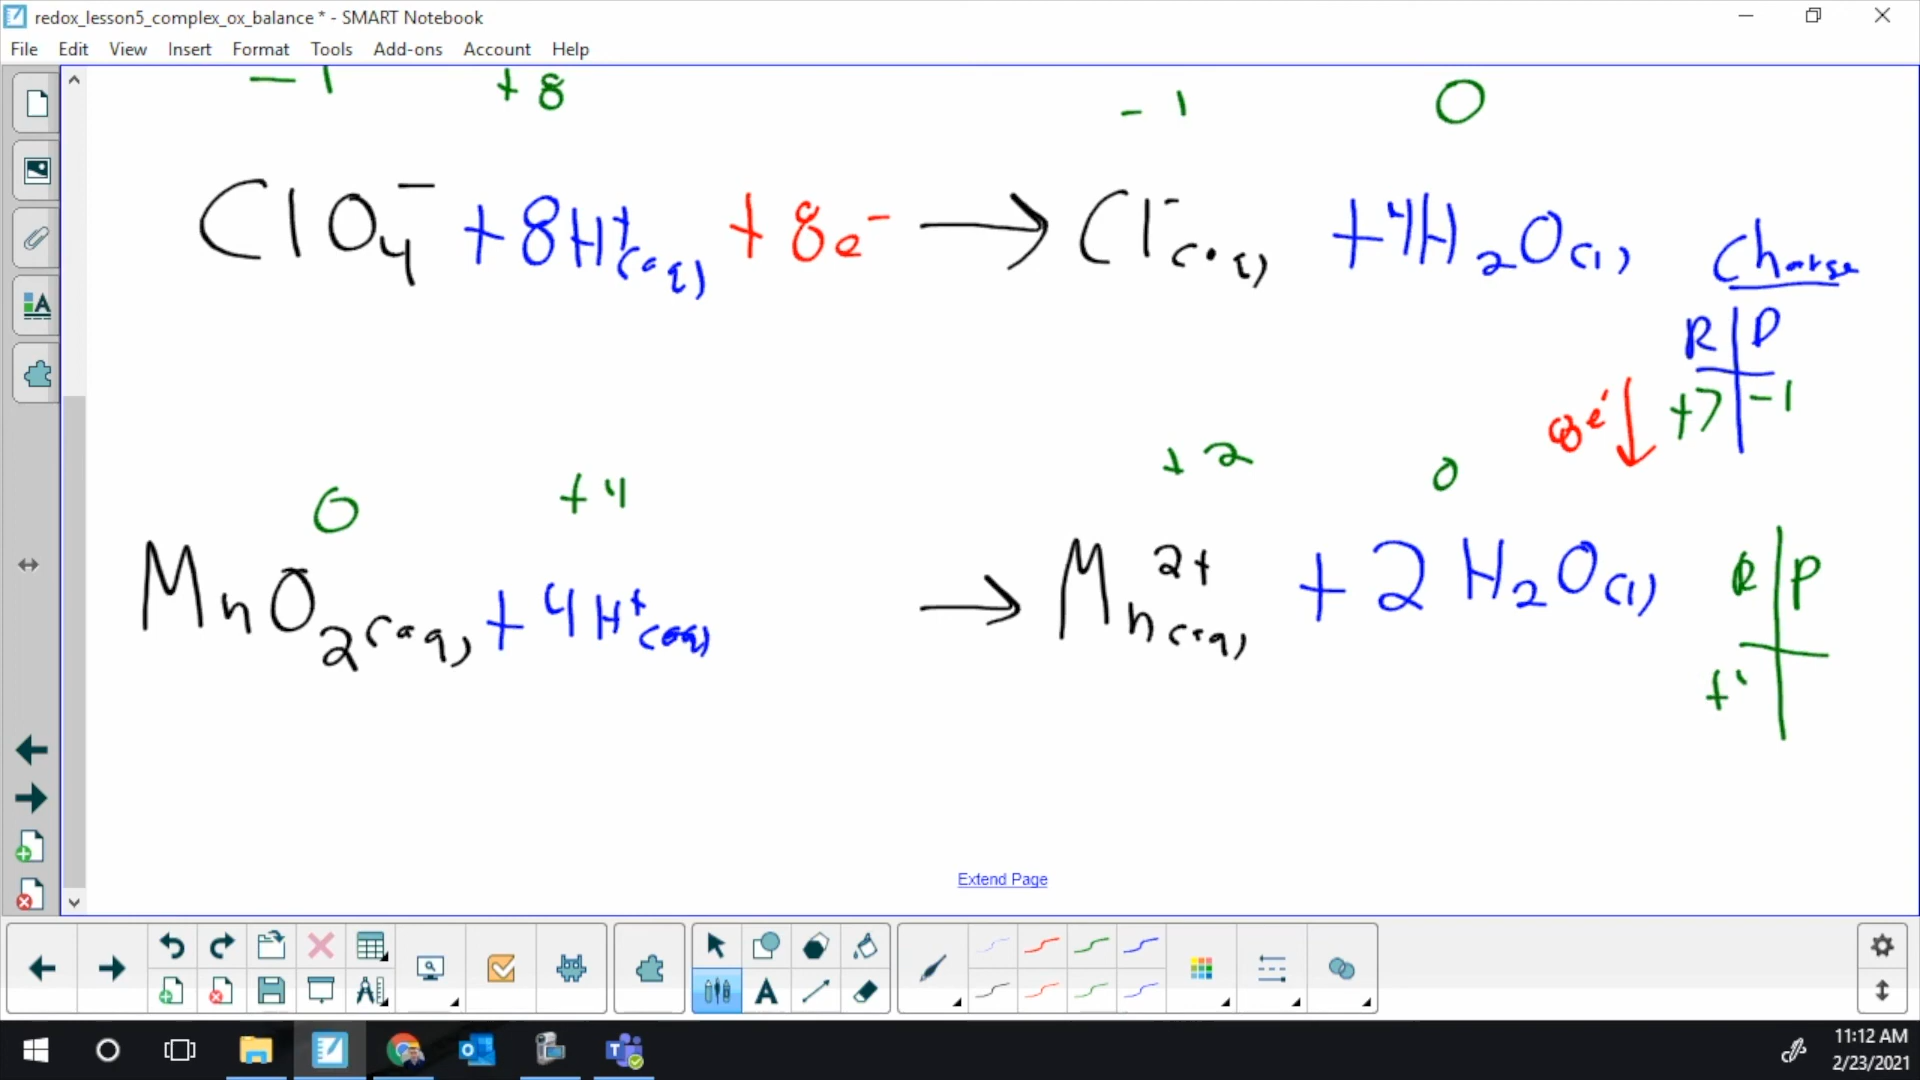 redox_lesson5_complex_ox_balance * - SMART Notebook
File Edit View Insert Format Tools Add-ons Account Help
- 1 + 8 - 1 0
ClO₄⁻ + 8H⁺(aq) + 8e⁻ → Cl⁻(aq) + 4H₂O(l)
Charge
R P
8e⁻ +7 -1
0 +4 +2 0
MnO₂(aq) + 4H⁺(aq) → Mn²⁺(aq) + 2H₂O(l)
R P
Extend Page
11:12 AM
2/23/2021